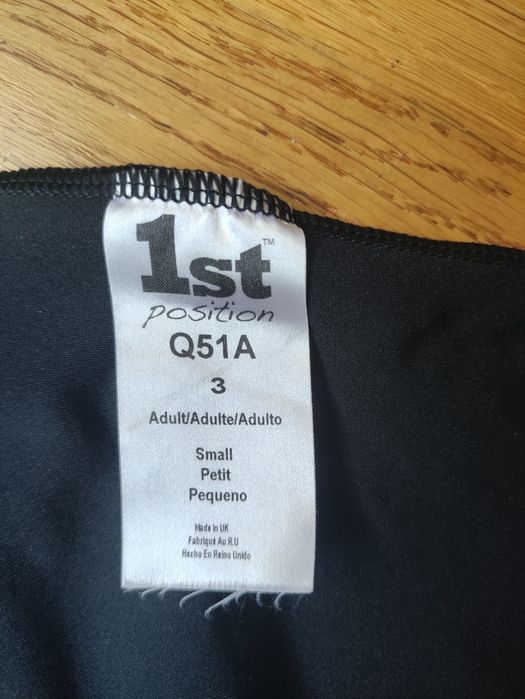 1st™
position
Q51A
3
Adult/Adulte/Adulto
Small
Petit
Pequeno
Made in UK
Fabriqué Au R.U
Hecho En Reino Unido